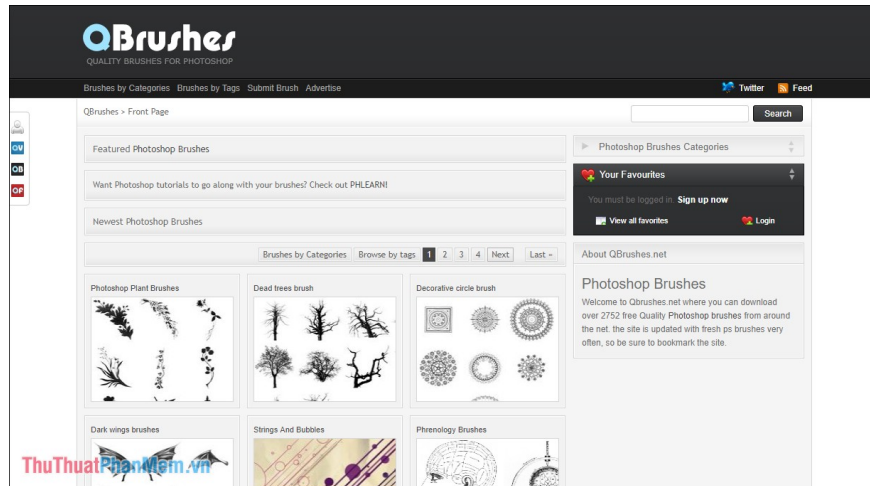 QBrushes
QUALITY BRUSHES FOR PHOTOSHOP
Brushes by Categories Brushes by Tags Submit Brush Advertise
Twitter Feed
QBrushes > Front Page
Search
QV
QB
QP
Featured Photoshop Brushes
Want Photoshop tutorials to go along with your brushes? Check out PHLEARN!
Newest Photoshop Brushes
Brushes by Categories Browse by tags 1 2 3 4 Next Last »
Photoshop Plant Brushes
Dead trees brush
Decorative circle brush
Dark wings brushes
Strings And Bubbles
Phrenology Brushes
Photoshop Brushes Categories
Your Favourites
You must be logged in. Sign up now
View all favorites Login
About QBrushes.net
Photoshop Brushes
Welcome to Qbrushes.net where you can download
over 2752 free Quality Photoshop brushes from around
the net. the site is updated with fresh ps brushes very
often, so be sure to bookmark the site.
ThuThuatPhanMem.vn